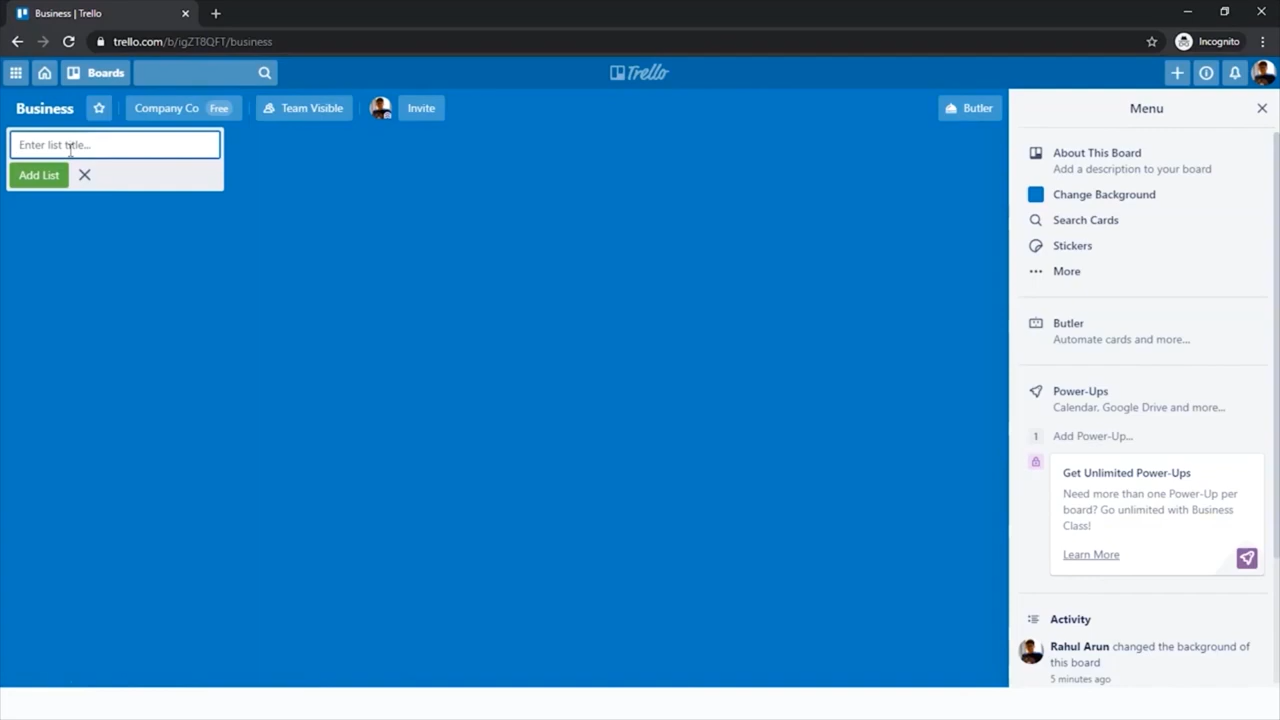 Business | Trello
trello.com/b/igZT8QFT/business
Incognito
Boards
Trello
Business
Company Co Free
Team Visible
Invite
Butler
Enter list title...
Add List
Menu
About This Board
Add a description to your board
Change Background
Search Cards
Stickers
More
Butler
Automate cards and more...
Power-Ups
Calendar, Google Drive and more...
1 Add Power-Up...
Get Unlimited Power-Ups
Need more than one Power-Up per
board? Go unlimited with Business
Class!
Learn More
Activity
Rahul Arun changed the background of
this board
5 minutes ago